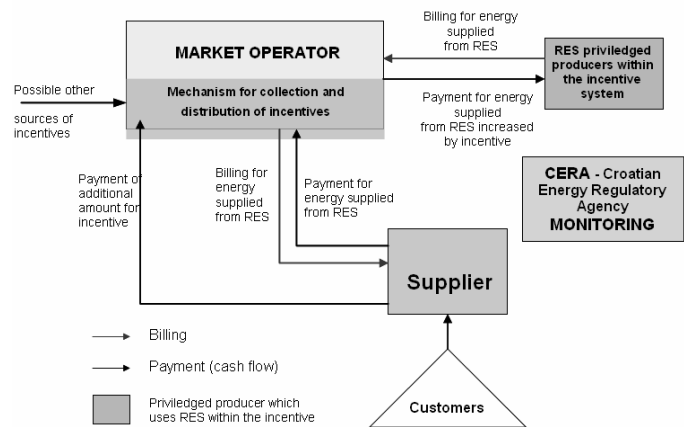 Billing for energy
supplied
from RES
MARKET OPERATOR
RES priviledged
producers within
the incentive
system
Mechanism for collection and
distribution of incentives
Possible other
sources of
incentives
Payment for energy
supplied
from RES increased
by incentive
Payment of
additional
amount for
incentive
Billing for
energy
supplied
from RES
Payment for
energy supplied
from RES
CERA - Croatian
Energy Regulatory
Agency
MONITORING
Supplier
Billing
Payment (cash flow)
Priviledged producer which
uses RES within the incentive
Customers